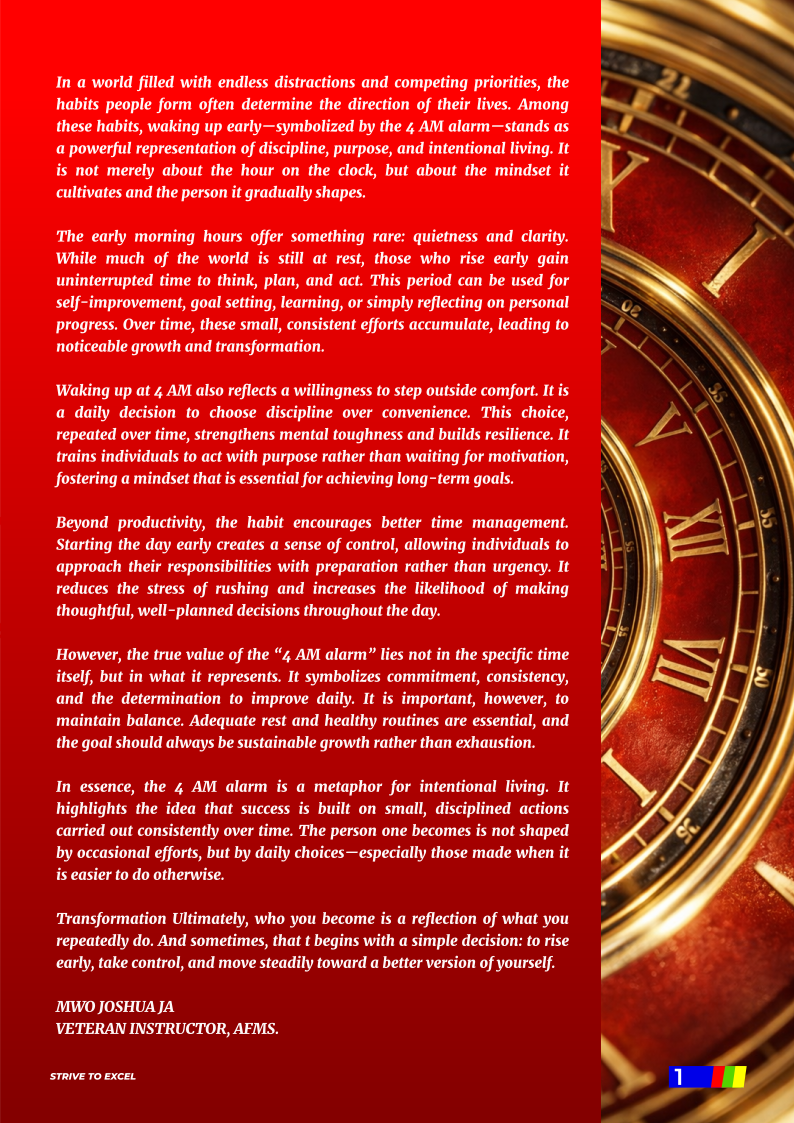 In a world filled with endless distractions and competing priorities, the
habits people form often determine the direction of their lives. Among
these habits, waking up early—symbolized by the 4 AM alarm—stands as
a powerful representation of discipline, purpose, and intentional living. It
is not merely about the hour on the clock, but about the mindset it
cultivates and the person it gradually shapes.
The early morning hours offer something rare: quietness and clarity.
While much of the world is still at rest, those who rise early gain
uninterrupted time to think, plan, and act. This period can be used for
self-improvement, goal setting, learning, or simply reflecting on personal
progress. Over time, these small, consistent efforts accumulate, leading to
noticeable growth and transformation.
Waking up at 4 AM also reflects a willingness to step outside comfort. It is
a daily decision to choose discipline over convenience. This choice,
repeated over time, strengthens mental toughness and builds resilience. It
trains individuals to act with purpose rather than waiting for motivation,
fostering a mindset that is essential for achieving long-term goals.
Beyond productivity, the habit encourages better time management.
Starting the day early creates a sense of control, allowing individuals to
approach their responsibilities with preparation rather than urgency. It
reduces the stress of rushing and increases the likelihood of making
thoughtful, well-planned decisions throughout the day.
However, the true value of the “4 AM alarm” lies not in the specific time
itself, but in what it represents. It symbolizes commitment, consistency,
and the determination to improve daily. It is important, however, to
maintain balance. Adequate rest and healthy routines are essential, and
the goal should always be sustainable growth rather than exhaustion.
In essence, the 4 AM alarm is a metaphor for intentional living. It
highlights the idea that success is built on small, disciplined actions
carried out consistently over time. The person one becomes is not shaped
by occasional efforts, but by daily choices—especially those made when it
is easier to do otherwise.
Transformation Ultimately, who you become is a reflection of what you
repeatedly do. And sometimes, that t begins with a simple decision: to rise
early, take control, and move steadily toward a better version of yourself.
MWO JOSHUA JA
VETERAN INSTRUCTOR, AFMS.
STRIVE TO EXCEL
1